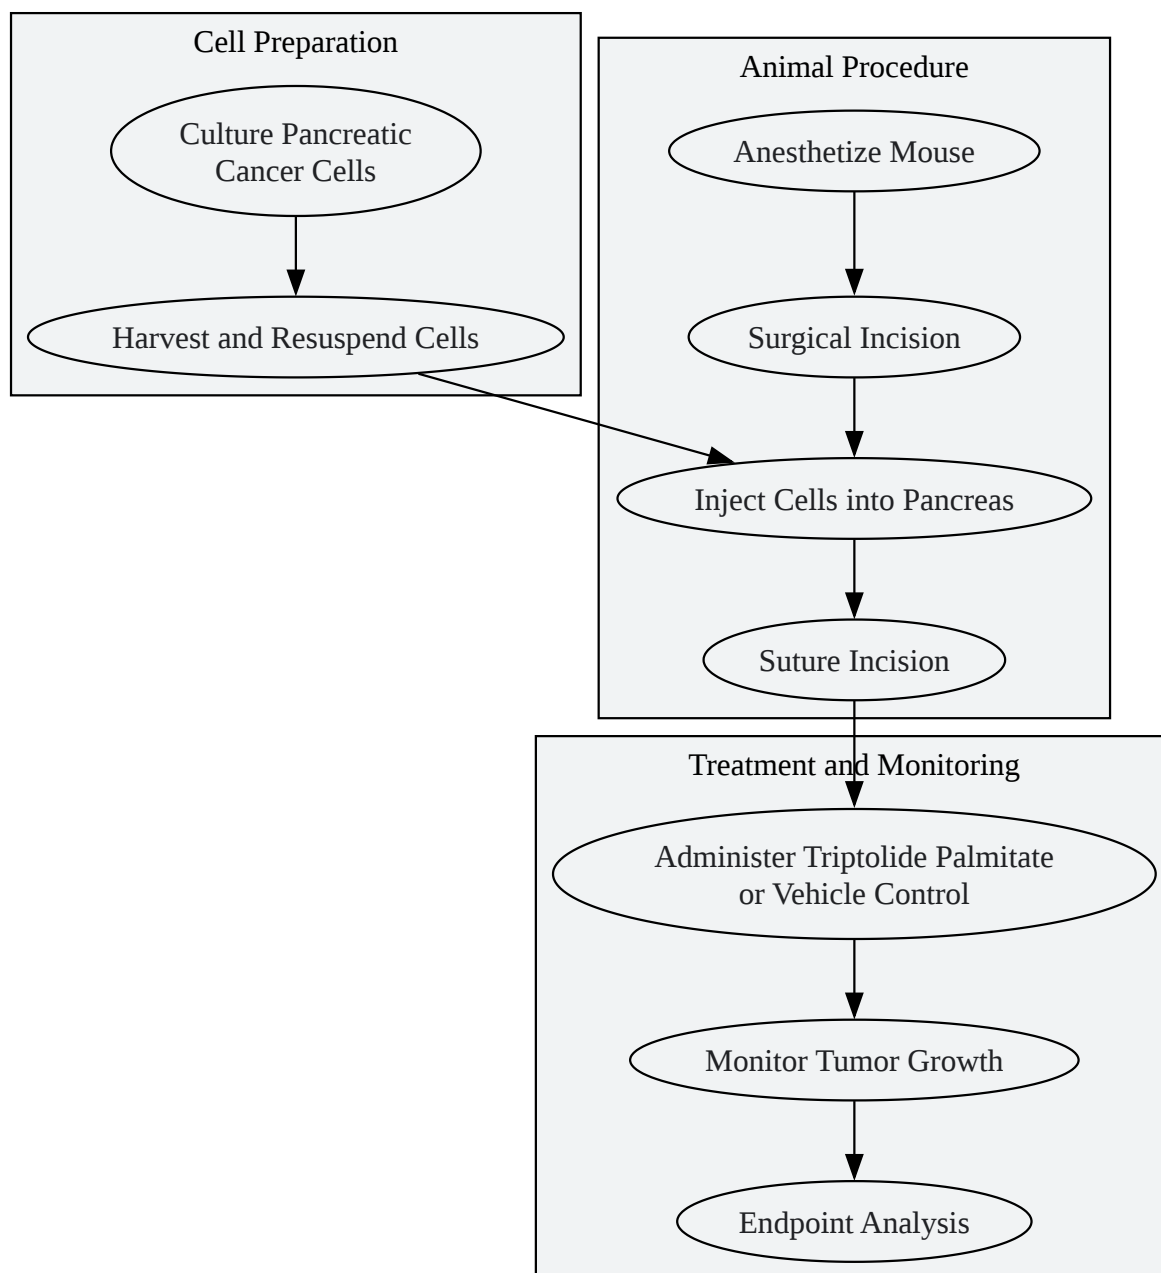 Cell Preparation
Culture Pancreatic
Cancer Cells
Harvest and Resuspend Cells
Animal Procedure
Anesthetize Mouse
Surgical Incision
Inject Cells into Pancreas
Suture Incision
Treatment and Monitoring
Administer Triptolide Palmitate
or Vehicle Control
Monitor Tumor Growth
Endpoint Analysis